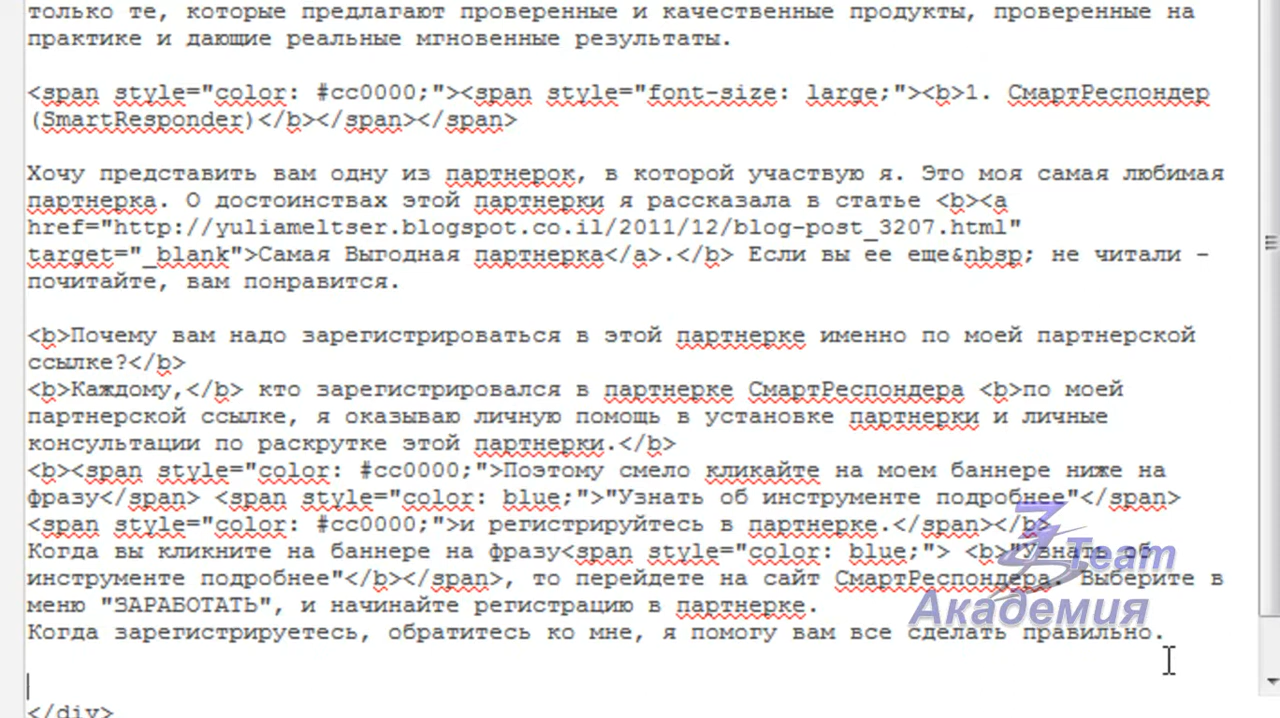 только те, которые предлагают проверенные и качественные продукты, проверенные на
практике и дающие реальные мгновенные результаты.
<span style="color: #cc0000;"><span style="font-size: large;"><b>1. СмартРеспондер
(SmartResponder)</b></span></span>
Хочу представить вам одну из партнерок, в которой участвую я. Это моя самая любимая
партнерка. О достоинствах этой партнерки я рассказала в статье <b><a
href="http://yuliameltser.blogspot.co.il/2011/12/blog-post_3207.html"
target="_blank">Самая Выгодная партнерка</a>.</b> Если вы ее еще&nbsp; не читали -
почитайте, вам понравится.
<b>Почему вам надо зарегистрироваться в этой партнерке именно по моей партнерской
ссылке?</b>
<b>Каждому,</b> кто зарегистрировался в партнерке СмартРеспондера <b>по моей
партнерской ссылке, я оказываю личную помощь в установке партнерки и личные
консультации по раскрутке этой партнерки.</b>
<b><span style="color: #cc0000;">Поэтому смело кликайте на моем баннере ниже на
фразу</span> <span style="color: blue;">"Узнать об инструменте подробнее"</span>
<span style="color: #cc0000;">и регистрируйтесь в партнерке.</span></b>
Когда вы кликните на баннере на фразу<span style="color: blue;"> <b>"Узнать об
инструменте подробнее"</b></span>, то перейдете на сайт СмартРеспондера. Выберите в
меню "ЗАРАБОТАТЬ", и начинайте регистрацию в партнерке.
Когда зарегистрируетесь, обратитесь ко мне, я помогу вам все сделать правильно.
</div>
3 Team
Академия